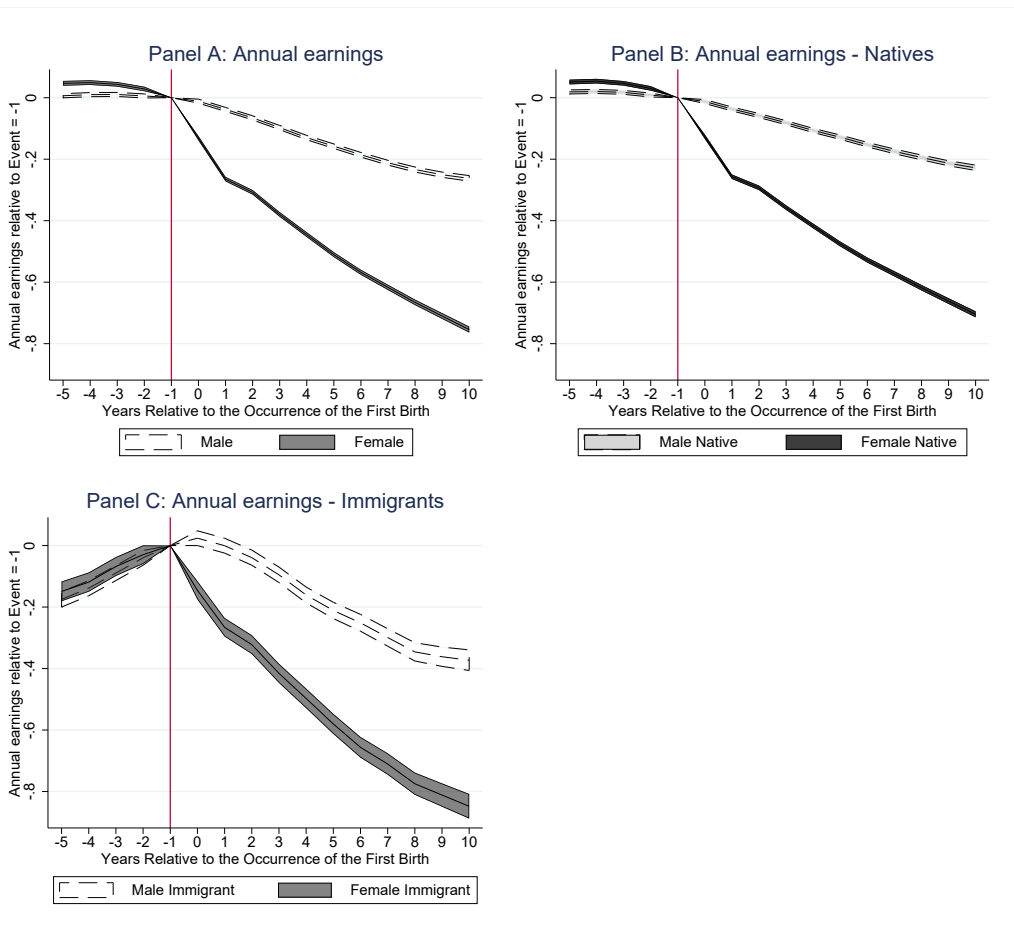 Panel A: Annual earnings
Annual earnings relative to Event = -1
0
-.2
-.4
-.6
-.8
-5 -4 -3 -2 -1 0 1 2 3 4 5 6 7 8 9 10
Years Relative to the Occurrence of the First Birth
Male Female
Panel B: Annual earnings - Natives
Annual earnings relative to Event = -1
0
-.2
-.4
-.6
-.8
-5 -4 -3 -2 -1 0 1 2 3 4 5 6 7 8 9 10
Years Relative to the Occurrence of the First Birth
Male Native Female Native
Panel C: Annual earnings - Immigrants
Annual earnings relative to Event = -1
0
-.2
-.4
-.6
-.8
-5 -4 -3 -2 -1 0 1 2 3 4 5 6 7 8 9 10
Years Relative to the Occurrence of the First Birth
Male Immigrant Female Immigrant